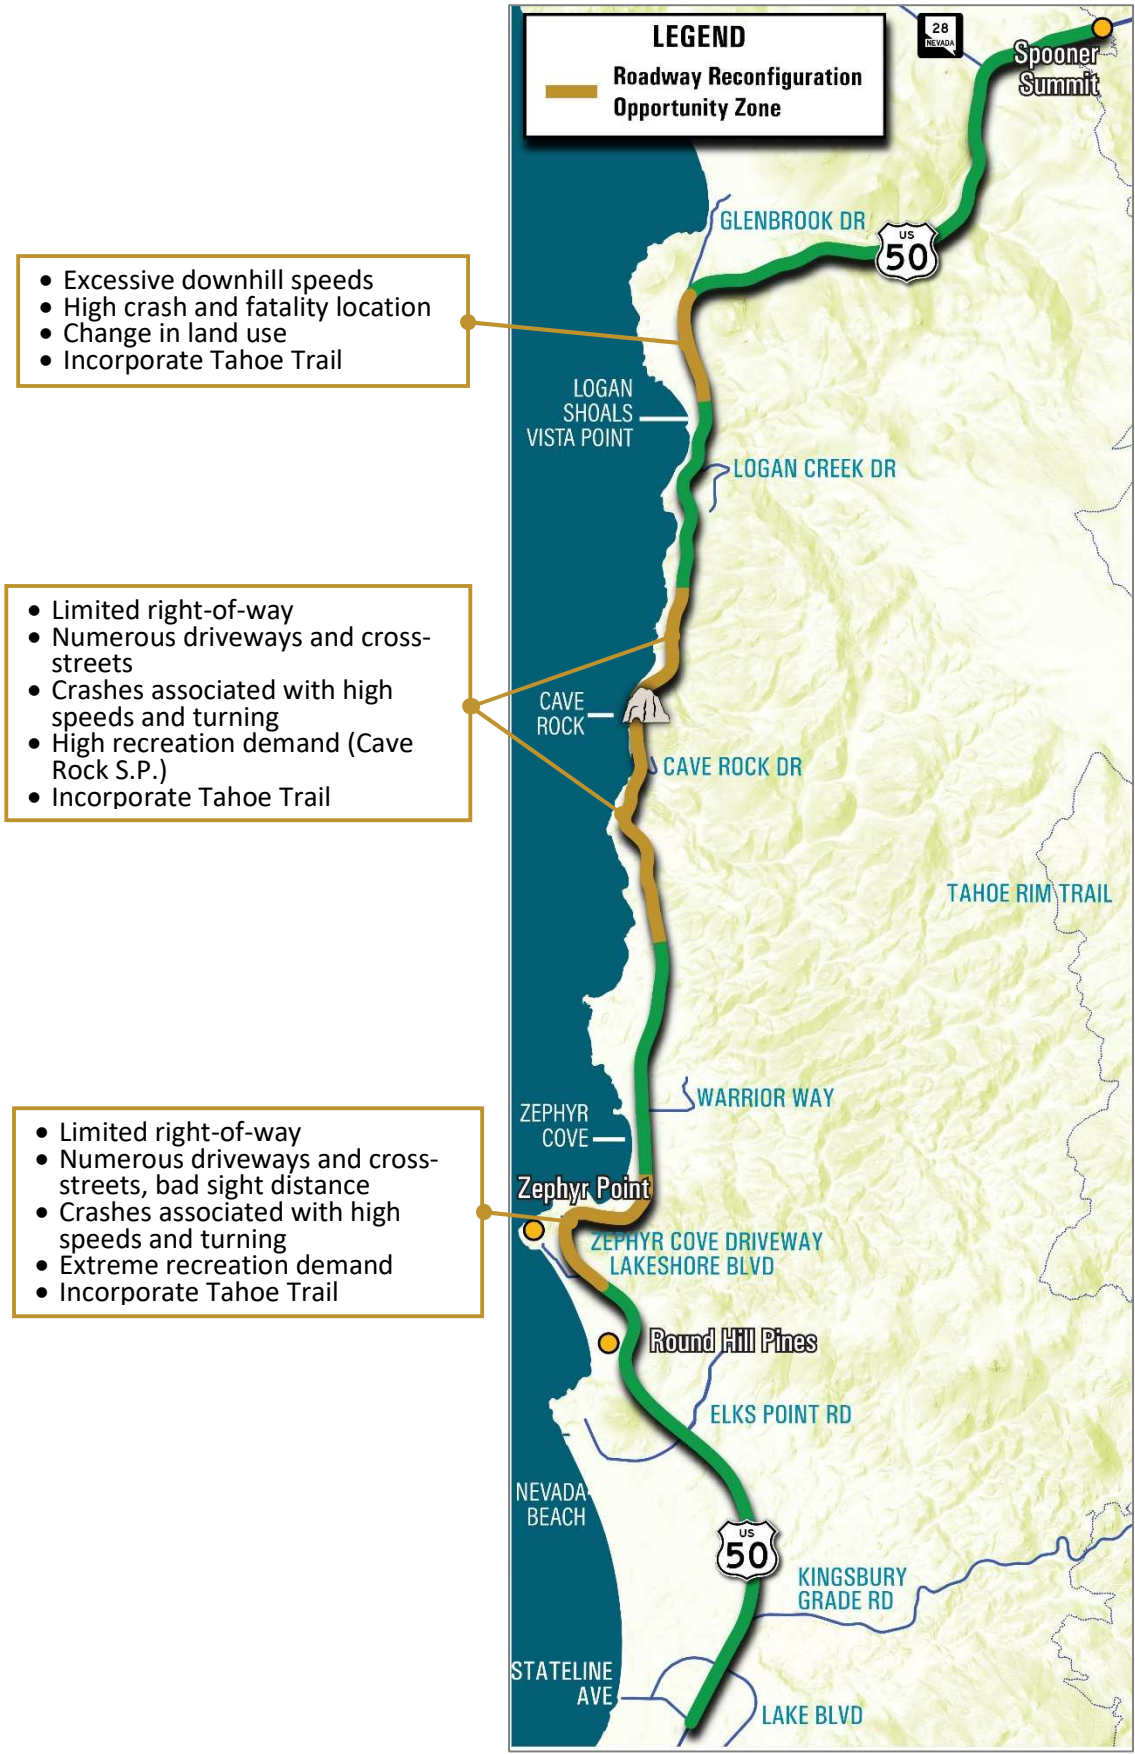 LEGEND
Roadway Reconfiguration
Opportunity Zone
28
NEVADA
Spooner
Summit
GLENBROOK DR
US
50
• Excessive downhill speeds
• High crash and fatality location
• Change in land use
• Incorporate Tahoe Trail
LOGAN
SHOALS
VISTA POINT
LOGAN CREEK DR
• Limited right-of-way
• Numerous driveways and cross-
streets
• Crashes associated with high
speeds and turning
• High recreation demand (Cave
Rock S.P.)
• Incorporate Tahoe Trail
CAVE
ROCK
CAVE ROCK DR
TAHOE RIM TRAIL
WARRIOR WAY
ZEPHYR
COVE
• Limited right-of-way
• Numerous driveways and cross-
streets, bad sight distance
• Crashes associated with high
speeds and turning
• Extreme recreation demand
• Incorporate Tahoe Trail
Zephyr Point
ZEPHYR COVE DRIVEWAY
LAKESHORE BLVD
Round Hill Pines
ELKS POINT RD
NEVADA
BEACH
US
50
KINGSBURY
GRADE RD
STATELINE
AVE
LAKE BLVD